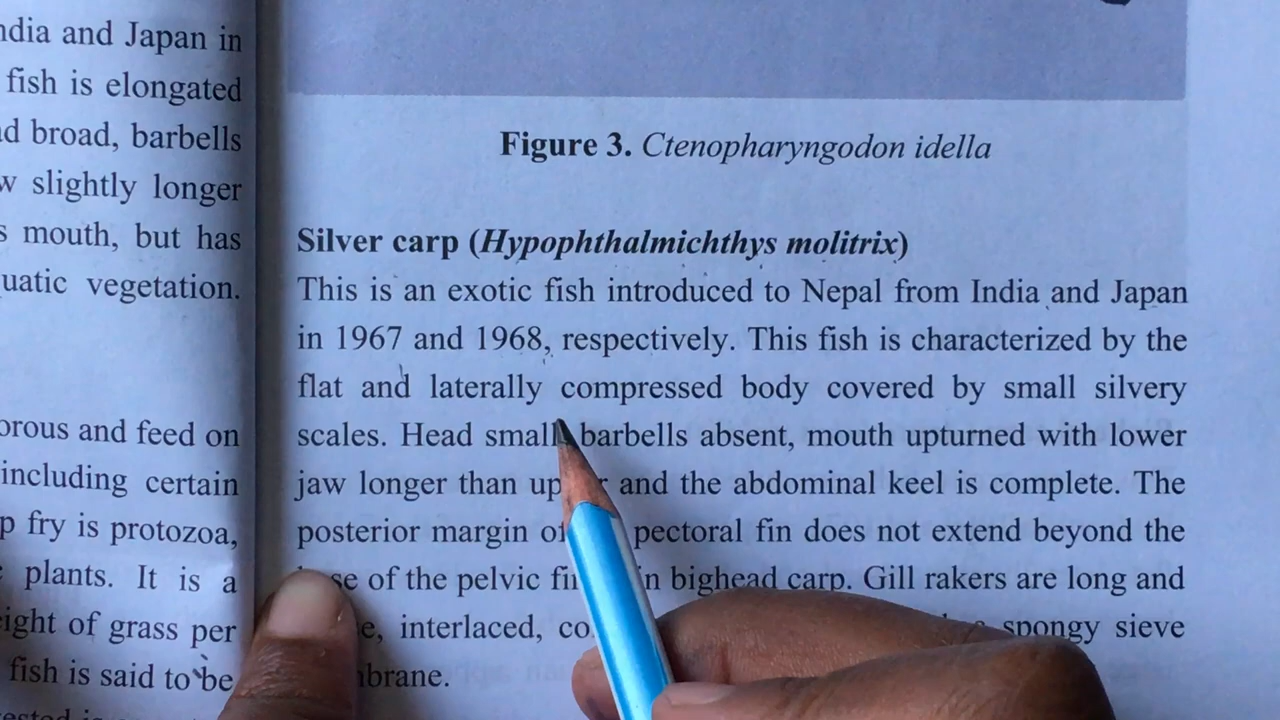 ndia and Japan in
fish is elongated
d broad, barbells
w slightly longer
s mouth, but has
uatic vegetation.
orous and feed on
including certain
p fry is protozoa,
plants. It is a
ight of grass per
fish is said to be
Figure 3. Ctenopharyngodon idella
Silver carp (Hypophthalmichthys molitrix)
This is an exotic fish introduced to Nepal from India and Japan
in 1967 and 1968, respectively. This fish is characterized by the
flat and laterally compressed body covered by small silvery
scales. Head small barbells absent, mouth upturned with lower
jaw longer than up and the abdominal keel is complete. The
posterior margin of pectoral fin does not extend beyond the
se of the pelvic fi in bighead carp. Gill rakers are long and
e, interlaced, co spongy sieve
mbrane.